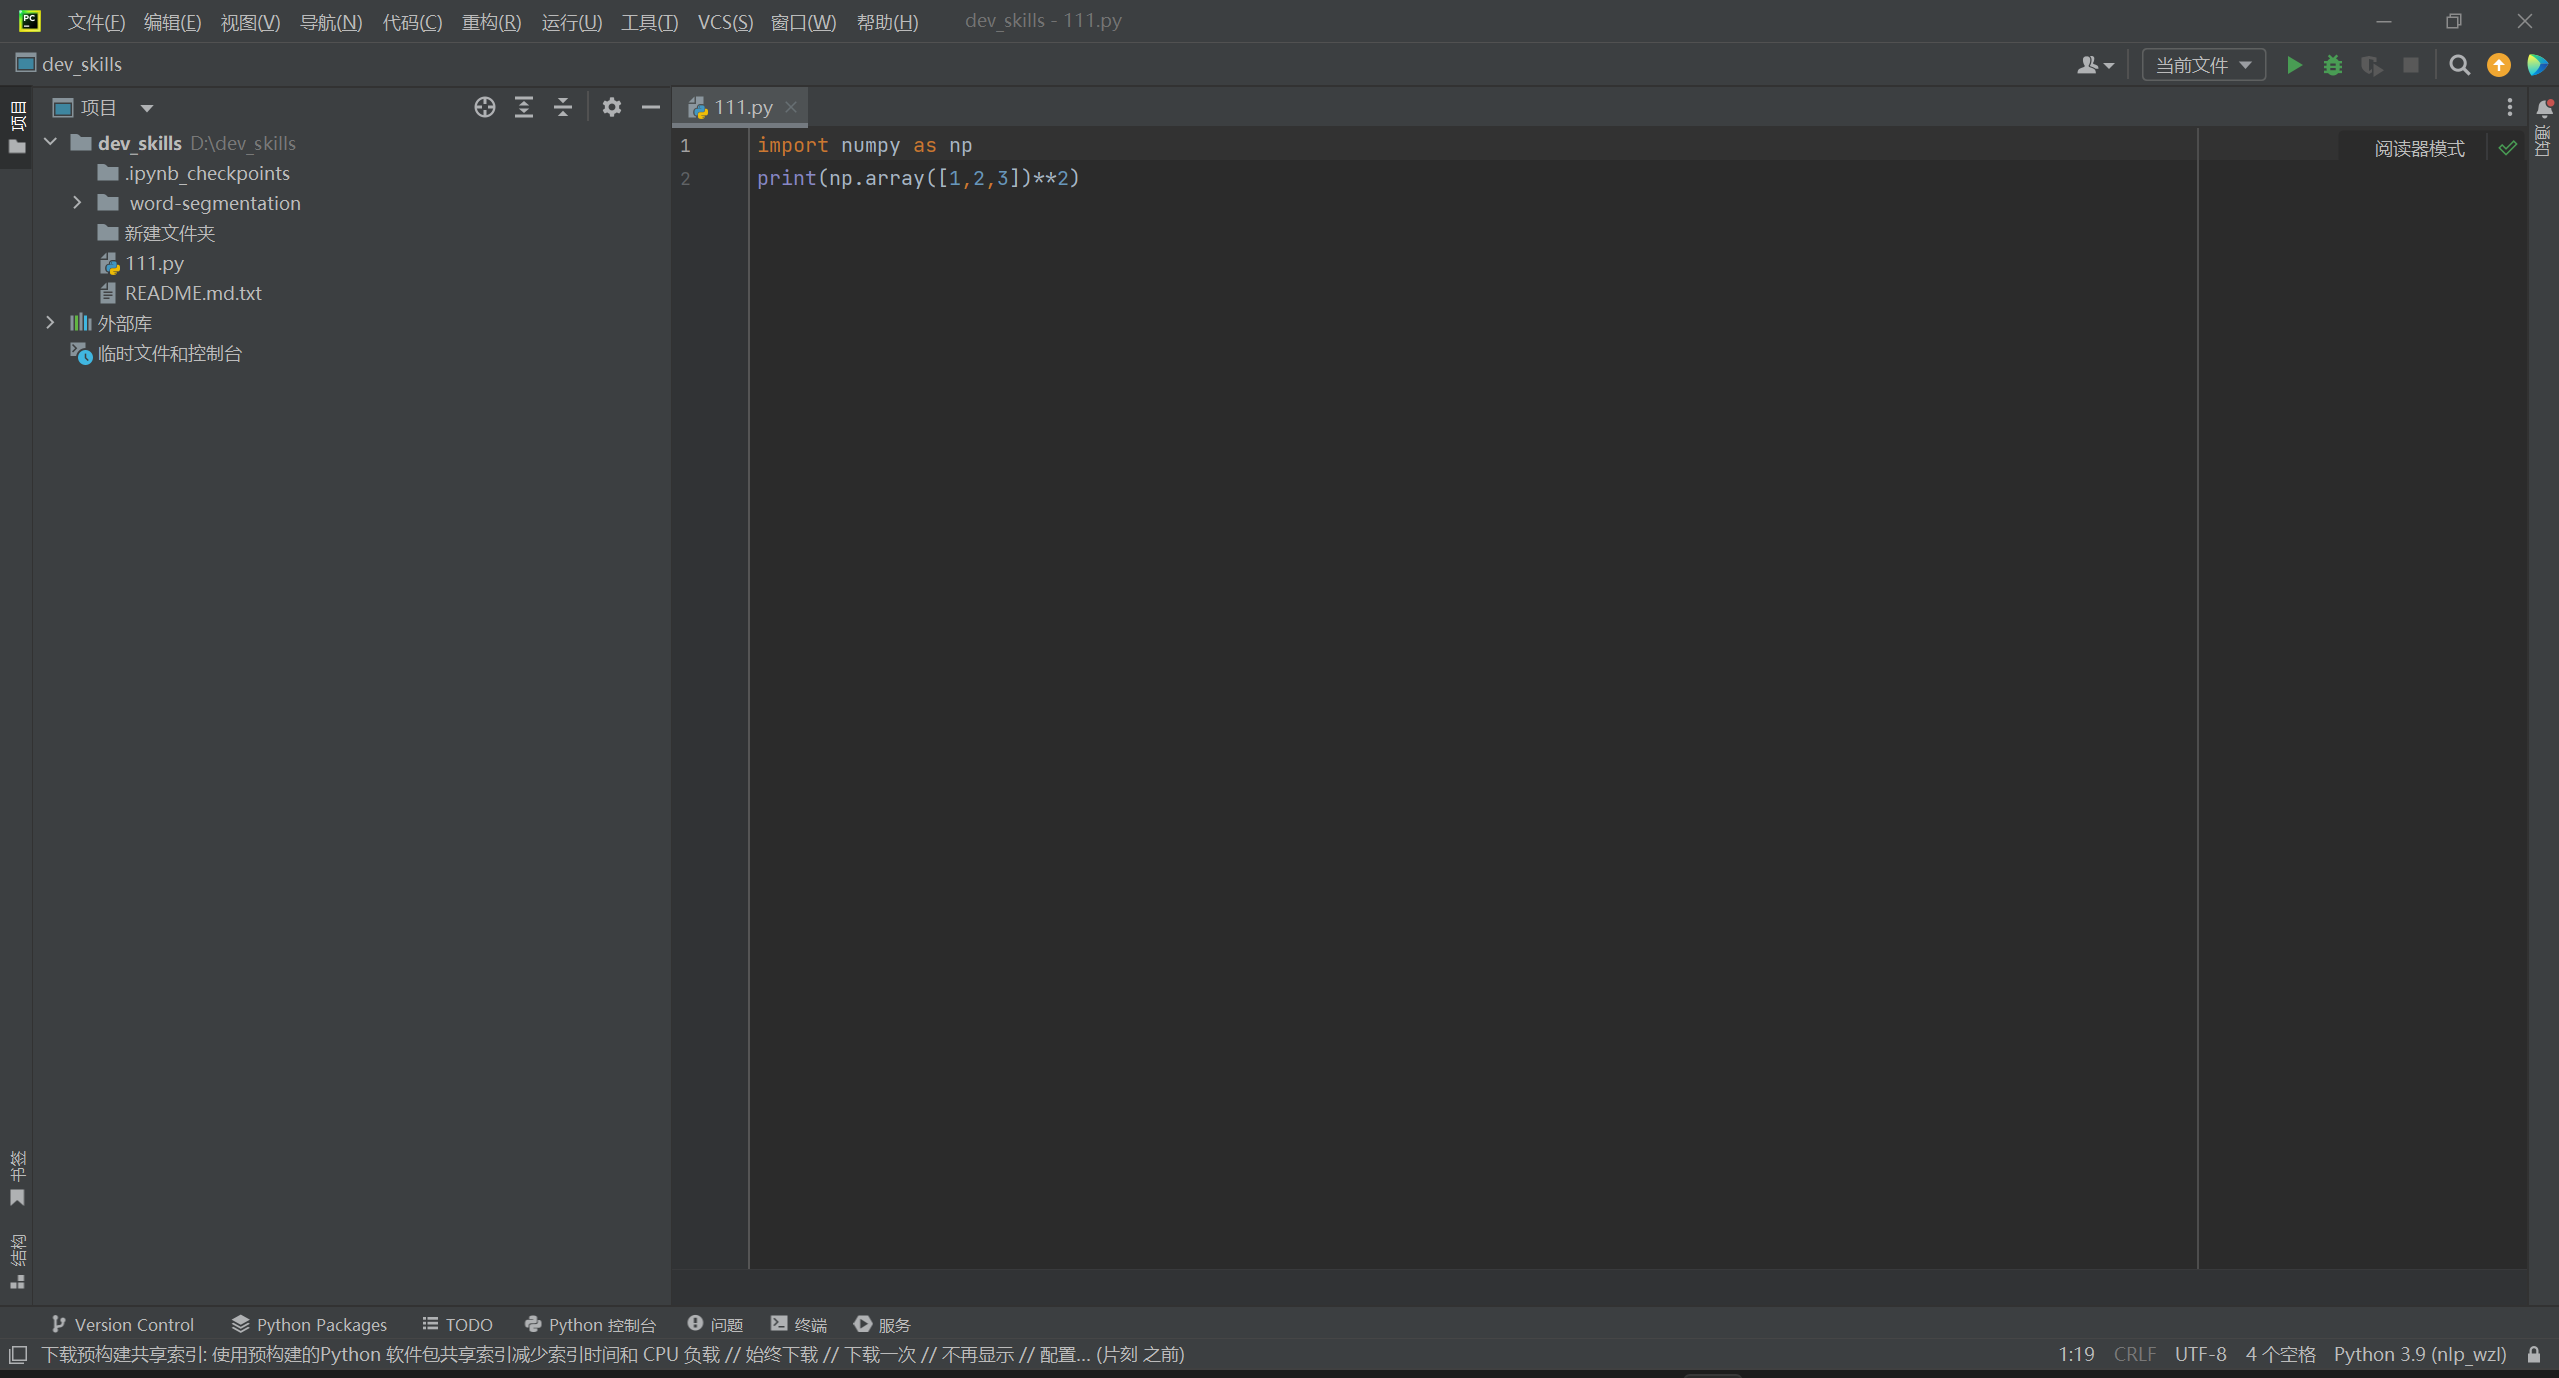 PC 文件(F) 编辑(E) 视图(V) 导航(N) 代码(C) 重构(R) 运行(U) 工具(T) VCS(S) 窗口(W) 帮助(H) dev_skills - 111.py
dev_skills
当前文件
项目
项目
111.py
通知
dev_skills D:\dev_skills
.ipynb_checkpoints
word-segmentation
新建文件夹
111.py
README.md.txt
外部库
临时文件和控制台
1 import numpy as np
2 print(np.array([1,2,3])**2)
阅读器模式
书签
结构
Version Control Python Packages TODO Python 控制台 问题 终端 服务
下载预构建共享索引: 使用预构建的Python 软件包共享索引减少索引时间和 CPU 负载 // 始终下载 // 下载一次 // 不再显示 // 配置... (片刻 之前)
1:19 CRLF UTF-8 4 个空格 Python 3.9 (nlp_wzl)